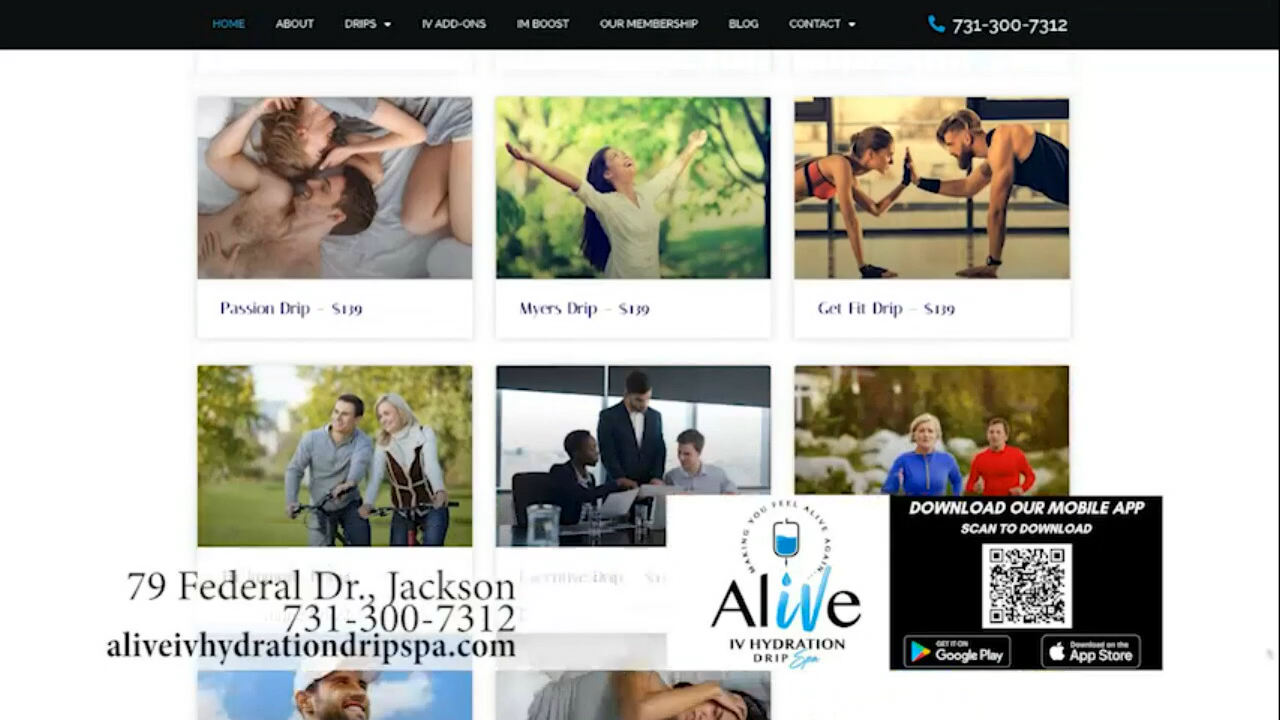 HOME ABOUT DRIPS IV ADD-ONS IM BOOST OUR MEMBERSHIP BLOG CONTACT 731-300-7312
Passion Drip – $139
Myers Drip – $139
Get Fit Drip – $139
Executive Drip
79 Federal Dr., Jackson
731-300-7312
aliveivhydrationdripspa.com
MAKING YOU FEEL ALIVE AGAIN...
AlIVe
IV HYDRATION
DRIP Spa
DOWNLOAD OUR MOBILE APP
SCAN TO DOWNLOAD
GET IT ON
Google Play
Download on the
App Store